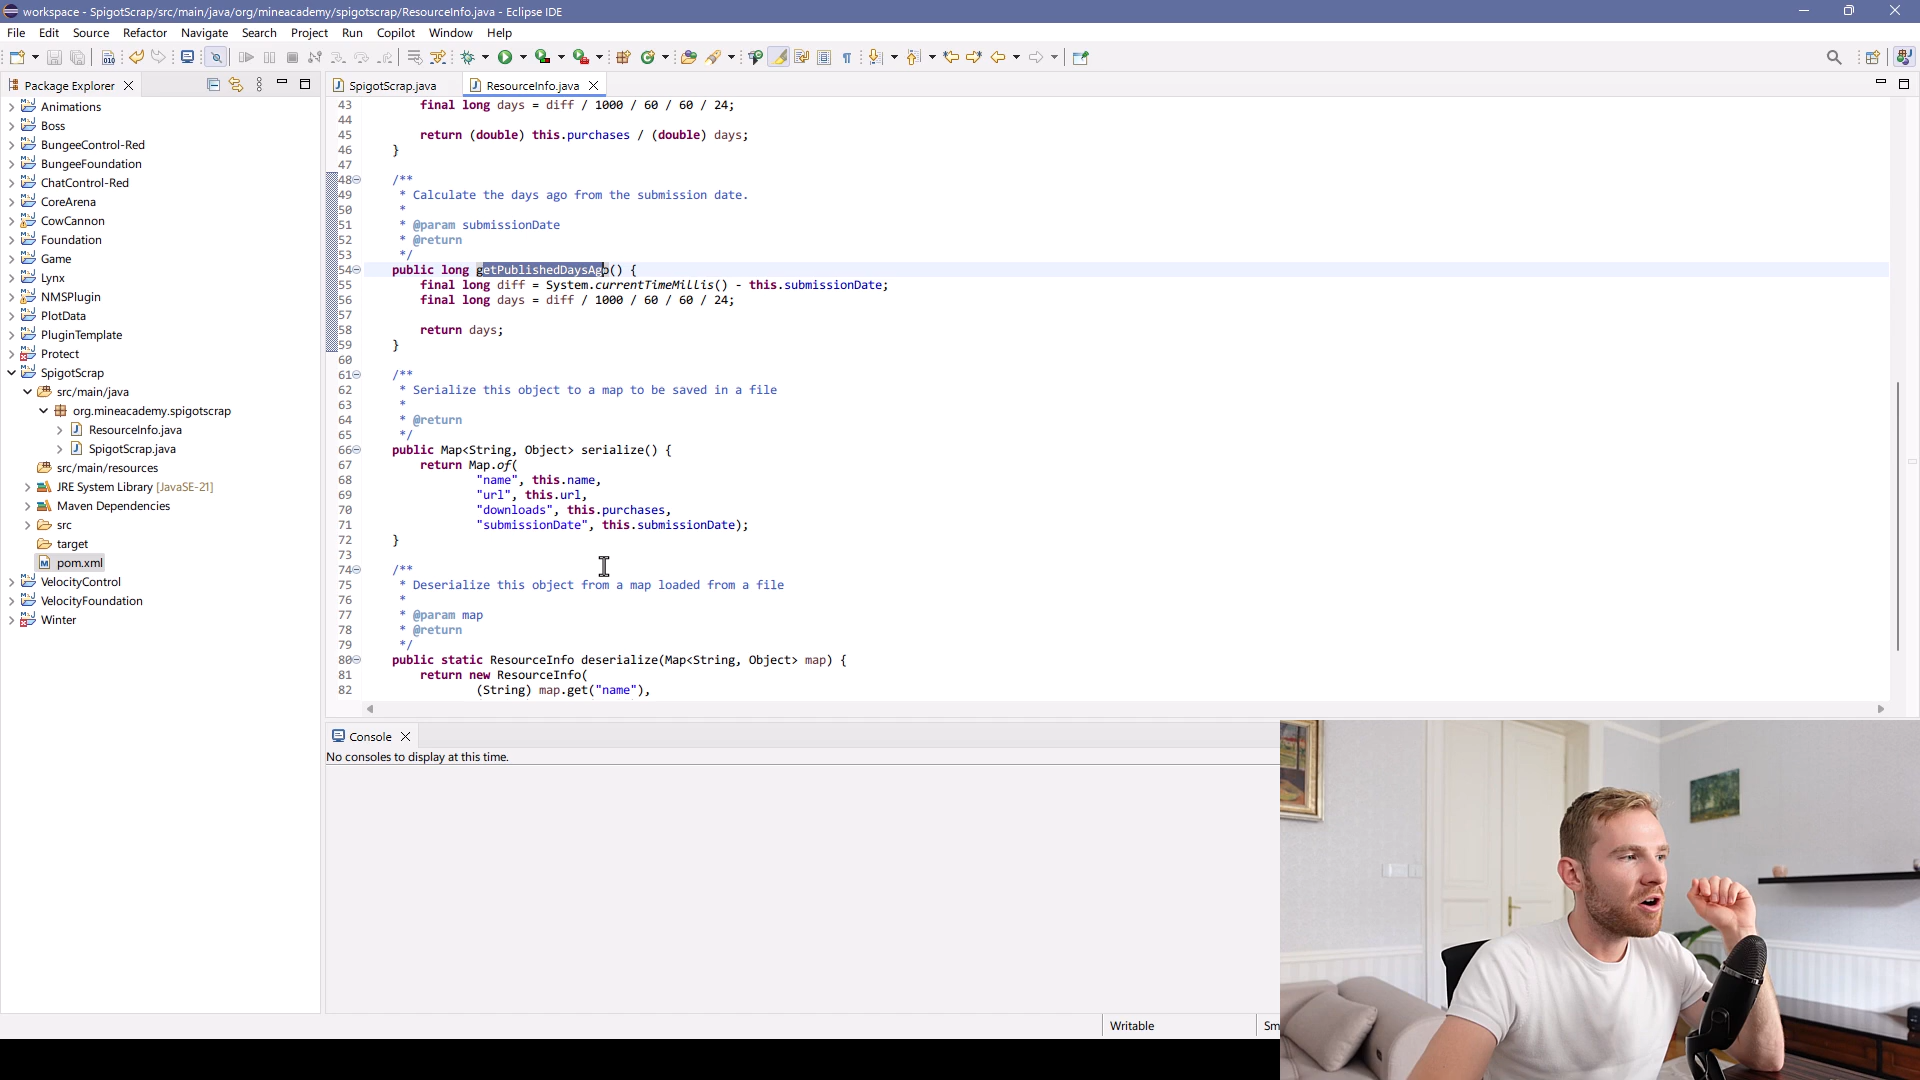 workspace - SpigotScrap/src/main/java/org/mineacademy/spigotscrap/ResourceInfo.java - Eclipse IDE
File Edit Source Refactor Navigate Search Project Run Copilot Window Help
Package Explorer
SpigotScrap.java
ResourceInfo.java
Animations
Boss
BungeeControl-Red
BungeeFoundation
ChatControl-Red
CoreArena
CowCannon
Foundation
Game
Lynx
NMSPlugin
PlotData
PluginTemplate
Protect
SpigotScrap
src/main/java
org.mineacademy.spigotscrap
ResourceInfo.java
SpigotScrap.java
src/main/resources
JRE System Library [JavaSE-21]
Maven Dependencies
src
target
pom.xml
VelocityControl
VelocityFoundation
Winter
43 final long days = diff / 1000 / 60 / 60 / 24;
44
45 return (double) this.purchases / (double) days;
46 }
47
48 /**
49 * Calculate the days ago from the submission date.
50 *
51 * @param submissionDate
52 * @return
53 */
54 public long getPublishedDaysAgo() {
55 final long diff = System.currentTimeMillis() - this.submissionDate;
56 final long days = diff / 1000 / 60 / 60 / 24;
57
58 return days;
59 }
60
61 /**
62 * Serialize this object to a map to be saved in a file
63 *
64 * @return
65 */
66 public Map<String, Object> serialize() {
67 return Map.of(
68 "name", this.name,
69 "url", this.url,
70 "downloads", this.purchases,
71 "submissionDate", this.submissionDate);
72 }
73
74 /**
75 * Deserialize this object from a map loaded from a file
76 *
77 * @param map
78 * @return
79 */
80 public static ResourceInfo deserialize(Map<String, Object> map) {
81 return new ResourceInfo(
82 (String) map.get("name"),
Console
No consoles to display at this time.
Writable
Sm